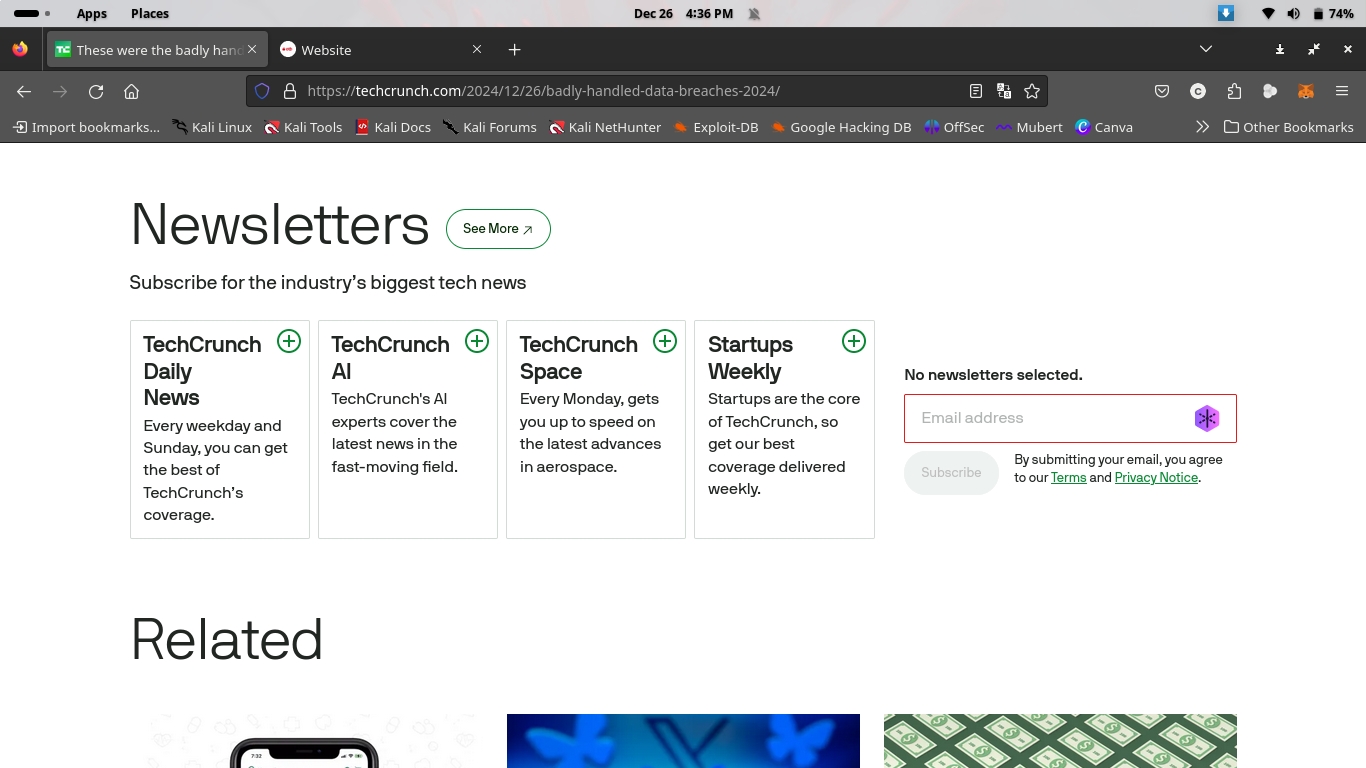 Apps Places Dec 26 4:36 PM 74%
TC These were the badly hand Website
https://techcrunch.com/2024/12/26/badly-handled-data-breaches-2024/ C
Import bookmarks... Kali Linux Kali Tools Kali Docs Kali Forums Kali NetHunter Exploit-DB Google Hacking DB OffSec Mubert Canva Other Bookmarks
Newsletters See More
Subscribe for the industry's biggest tech news
TechCrunch
Daily
News
Every weekday and
Sunday, you can get
the best of
TechCrunch's
coverage.
TechCrunch
AI
TechCrunch's AI
experts cover the
latest news in the
fast-moving field.
TechCrunch
Space
Every Monday, gets
you up to speed on
the latest advances
in aerospace.
Startups
Weekly
Startups are the core
of TechCrunch, so
get our best
coverage delivered
weekly.
No newsletters selected.
Email address
Subscribe
By submitting your email, you agree
to our Terms and Privacy Notice.
Related
7:32